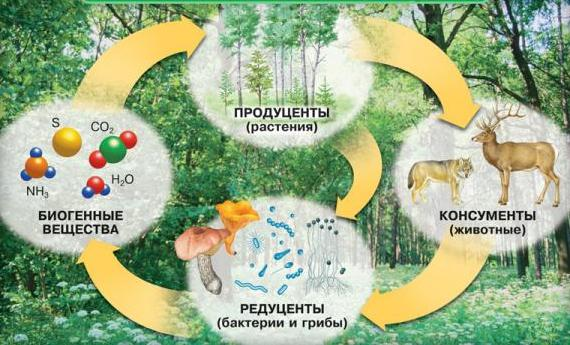 ПРОДУЦЕНТЫ
(растения)
S
CO₂
NH₃
H₂O
БИОГЕННЫЕ
ВЕЩЕСТВА
КОНСУМЕНТЫ
(животные)
РЕДУЦЕНТЫ
(бактерии и грибы)